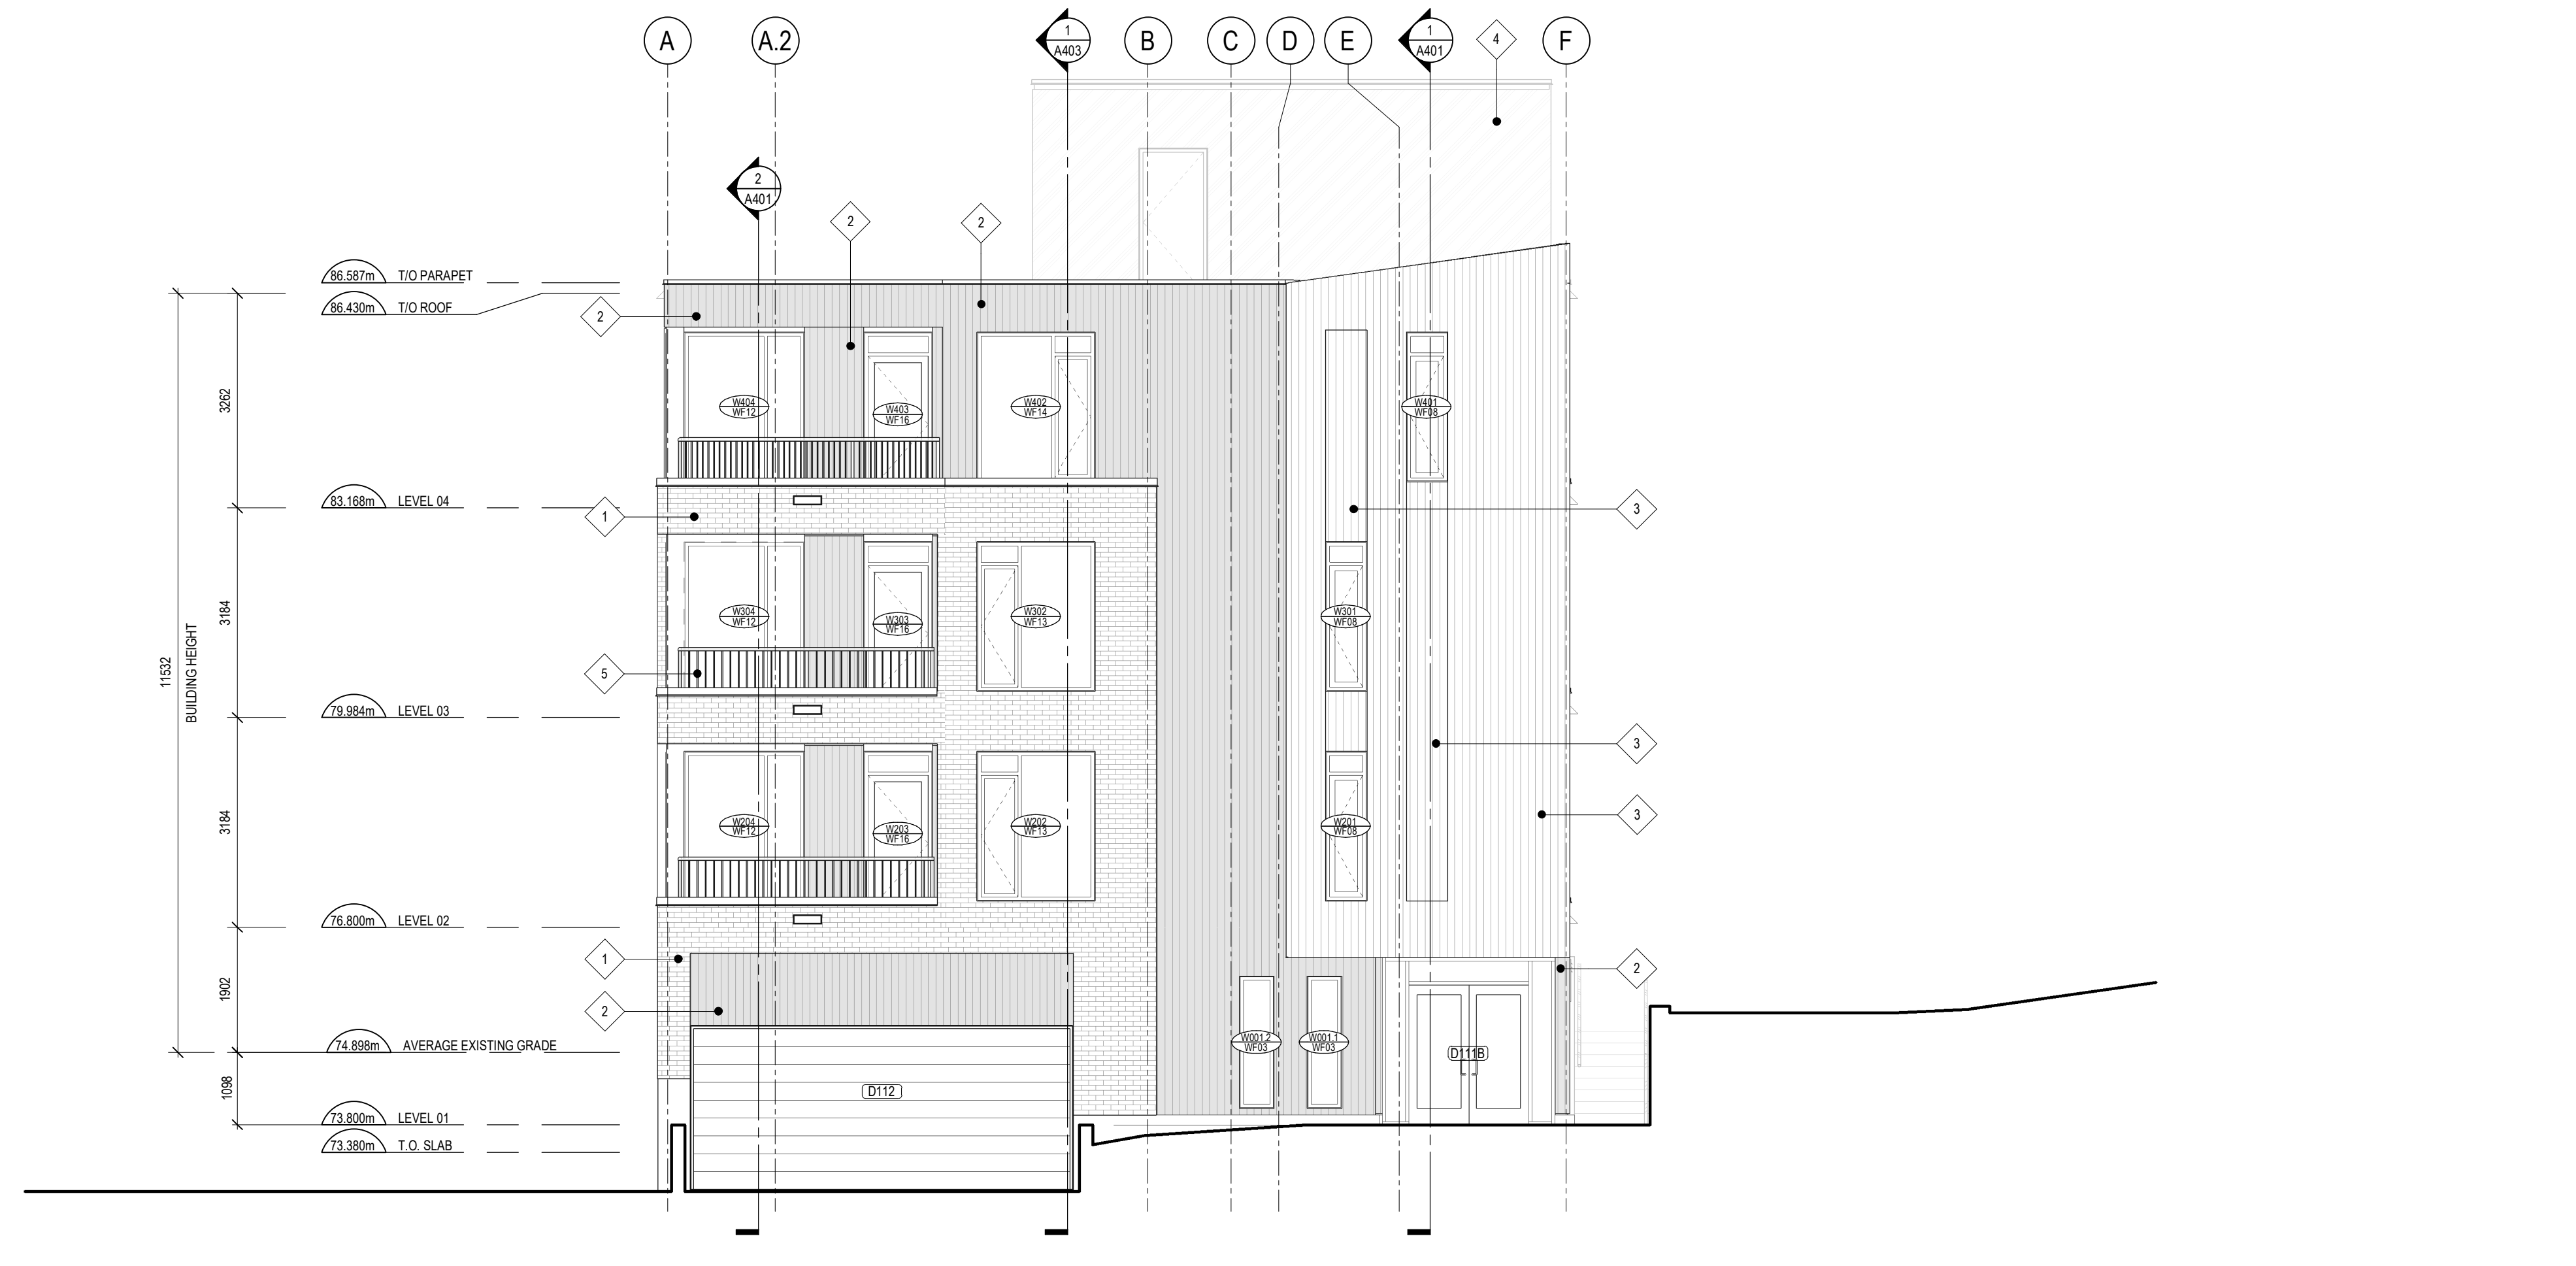 A
A.2
1
A403
B
C
D
E
1
A401
4
F
2
A401
2
2
86.587m T/O PARAPET
86.430m T/O ROOF
2
3262
W404
WF12
W403
WF16
W402
WF14
W401
WF08
83.168m LEVEL 04
1
3
3184
W304
WF12
W303
WF16
W302
WF13
W301
WF08
11532
BUILDING HEIGHT
5
79.984m LEVEL 03
3
3184
W204
WF12
W203
WF16
W202
WF13
W201
WF08
3
76.800m LEVEL 02
1
2
1902
2
74.898m AVERAGE EXISTING GRADE
W001.2
WF03
W001.1
WF03
D111B
1098
D112
73.800m LEVEL 01
73.380m T.O. SLAB